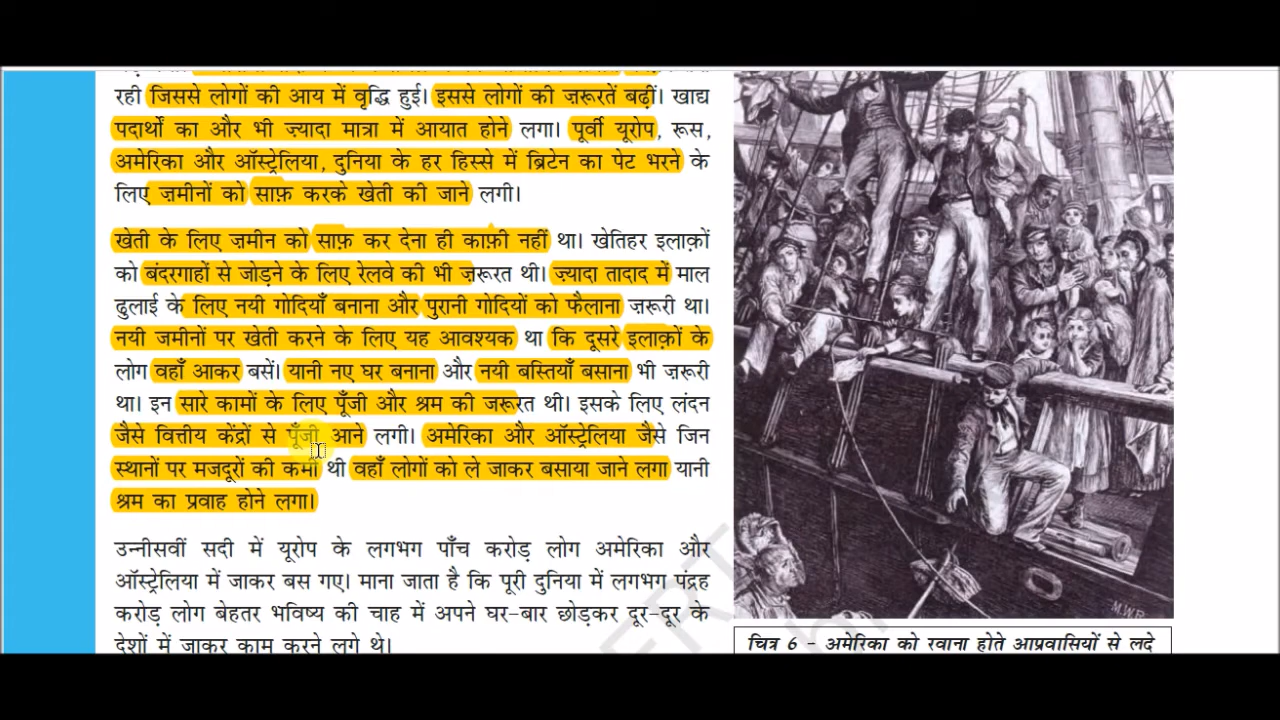 रही जिससे लोगों की आय में वृद्धि हुई। इससे लोगों की ज़रूरतें बढ़ीं। खाद्य
पदार्थों का और भी ज़्यादा मात्रा में आयात होने लगा। पूर्वी यूरोप, रूस,
अमेरिका और ऑस्ट्रेलिया, दुनिया के हर हिस्से में ब्रिटेन का पेट भरने के
लिए ज़मीनों को साफ़ करके खेती की जाने लगी।
खेती के लिए ज़मीन को साफ़ कर देना ही काफ़ी नहीं था। खेतिहर इलाक़ों
को बंदरगाहों से जोड़ने के लिए रेलवे की भी ज़रूरत थी। ज़्यादा तादाद में माल
ढुलाई के लिए नयी गोदियाँ बनाना और पुरानी गोदियों को फैलाना ज़रूरी था।
नयी जमीनों पर खेती करने के लिए यह आवश्यक था कि दूसरे इलाक़ों के
लोग वहाँ आकर बसें। यानी नए घर बनाना और नयी बस्तियाँ बसाना भी ज़रूरी
था। इन सारे कामों के लिए पूँजी और श्रम की जरूरत थी। इसके लिए लंदन
जैसे वित्तीय केंद्रों से पूँजी आने लगी। अमेरिका और ऑस्ट्रेलिया जैसे जिन
स्थानों पर मजदूरों की कमी थी वहाँ लोगों को ले जाकर बसाया जाने लगा यानी
श्रम का प्रवाह होने लगा।
उन्नीसवीं सदी में यूरोप के लगभग पाँच करोड़ लोग अमेरिका और
ऑस्ट्रेलिया में जाकर बस गए। माना जाता है कि पूरी दुनिया में लगभग पंद्रह
करोड़ लोग बेहतर भविष्य की चाह में अपने घर-बार छोड़कर दूर-दूर के
देशों में जाकर काम करने लगे थे।
M.W.R.
चित्र 6 – अमेरिका को रवाना होते आप्रवासियों से लदे